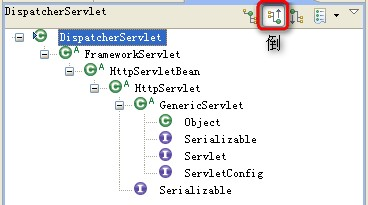 DispatcherServlet
倒
DispatcherServlet
FrameworkServlet
HttpServletBean
HttpServlet
GenericServlet
Object
Serializable
Servlet
ServletConfig
Serializable